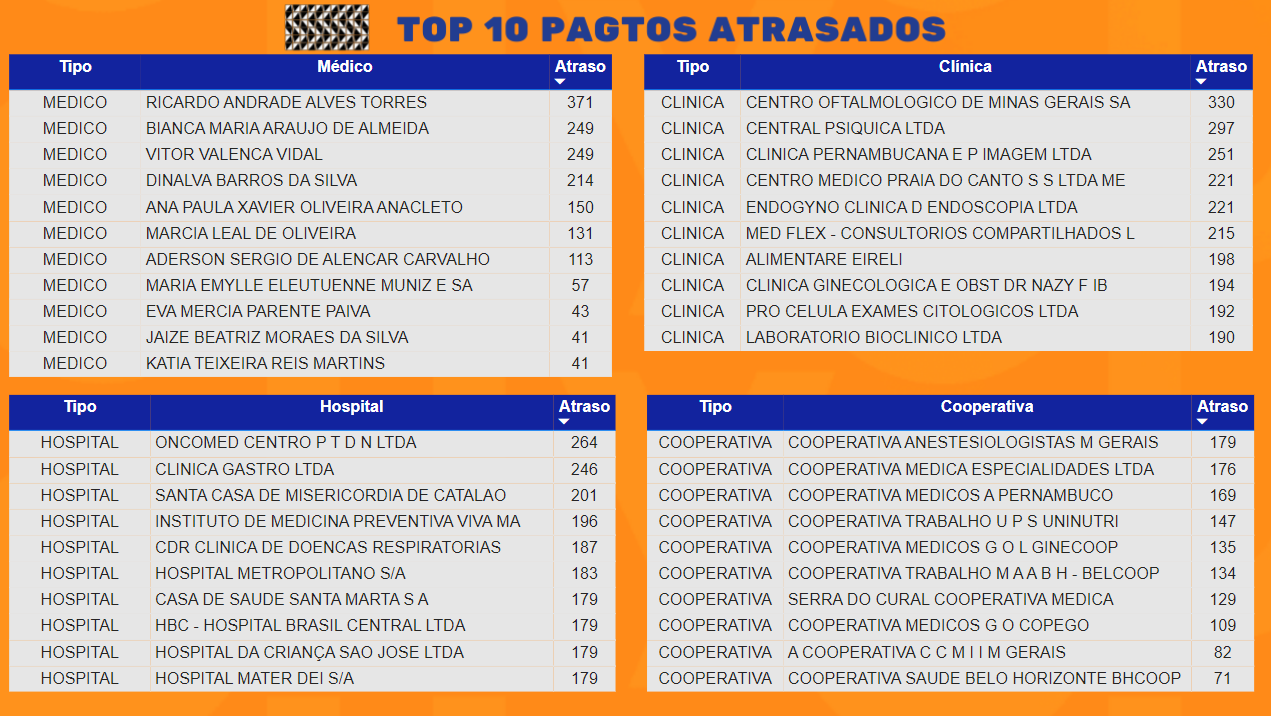 TOP 10 PAGTOS ATRASADOS
Tipo Médico Atraso
MEDICO RICARDO ANDRADE ALVES TORRES 371
MEDICO BIANCA MARIA ARAUJO DE ALMEIDA 249
MEDICO VITOR VALENCA VIDAL 249
MEDICO DINALVA BARROS DA SILVA 214
MEDICO ANA PAULA XAVIER OLIVEIRA ANACLETO 150
MEDICO MARCIA LEAL DE OLIVEIRA 131
MEDICO ADERSON SERGIO DE ALENCAR CARVALHO 113
MEDICO MARIA EMYLLE ELEUTUENNE MUNIZ E SA 57
MEDICO EVA MERCIA PARENTE PAIVA 43
MEDICO JAIZE BEATRIZ MORAES DA SILVA 41
MEDICO KATIA TEIXEIRA REIS MARTINS 41
Tipo Clínica Atraso
CLINICA CENTRO OFTALMOLOGICO DE MINAS GERAIS SA 330
CLINICA CENTRAL PSIQUICA LTDA 297
CLINICA CLINICA PERNAMBUCANA E P IMAGEM LTDA 251
CLINICA CENTRO MEDICO PRAIA DO CANTO S S LTDA ME 221
CLINICA ENDOGYNO CLINICA D ENDOSCOPIA LTDA 221
CLINICA MED FLEX - CONSULTORIOS COMPARTILHADOS L 215
CLINICA ALIMENTARE EIRELI 198
CLINICA CLINICA GINECOLOGICA E OBST DR NAZY F IB 194
CLINICA PRO CELULA EXAMES CITOLOGICOS LTDA 192
CLINICA LABORATORIO BIOCLINICO LTDA 190
Tipo Hospital Atraso
HOSPITAL ONCOMED CENTRO P T D N LTDA 264
HOSPITAL CLINICA GASTRO LTDA 246
HOSPITAL SANTA CASA DE MISERICORDIA DE CATALAO 201
HOSPITAL INSTITUTO DE MEDICINA PREVENTIVA VIVA MA 196
HOSPITAL CDR CLINICA DE DOENCAS RESPIRATORIAS 187
HOSPITAL HOSPITAL METROPOLITANO S/A 183
HOSPITAL CASA DE SAUDE SANTA MARTA S A 179
HOSPITAL HBC - HOSPITAL BRASIL CENTRAL LTDA 179
HOSPITAL HOSPITAL DA CRIANÇA SAO JOSE LTDA 179
HOSPITAL HOSPITAL MATER DEI S/A 179
Tipo Cooperativa Atraso
COOPERATIVA COOPERATIVA ANESTESIOLOGISTAS M GERAIS 179
COOPERATIVA COOPERATIVA MEDICA ESPECIALIDADES LTDA 176
COOPERATIVA COOPERATIVA MEDICOS A PERNAMBUCO 169
COOPERATIVA COOPERATIVA TRABALHO U P S UNINUTRI 147
COOPERATIVA COOPERATIVA MEDICOS G O L GINECOOP 135
COOPERATIVA COOPERATIVA TRABALHO M A A B H - BELCOOP 134
COOPERATIVA SERRA DO CURAL COOPERATIVA MEDICA 129
COOPERATIVA COOPERATIVA MEDICOS G O COPEGO 109
COOPERATIVA A COOPERATIVA C C M I I M GERAIS 82
COOPERATIVA COOPERATIVA SAUDE BELO HORIZONTE BHCOOP 71